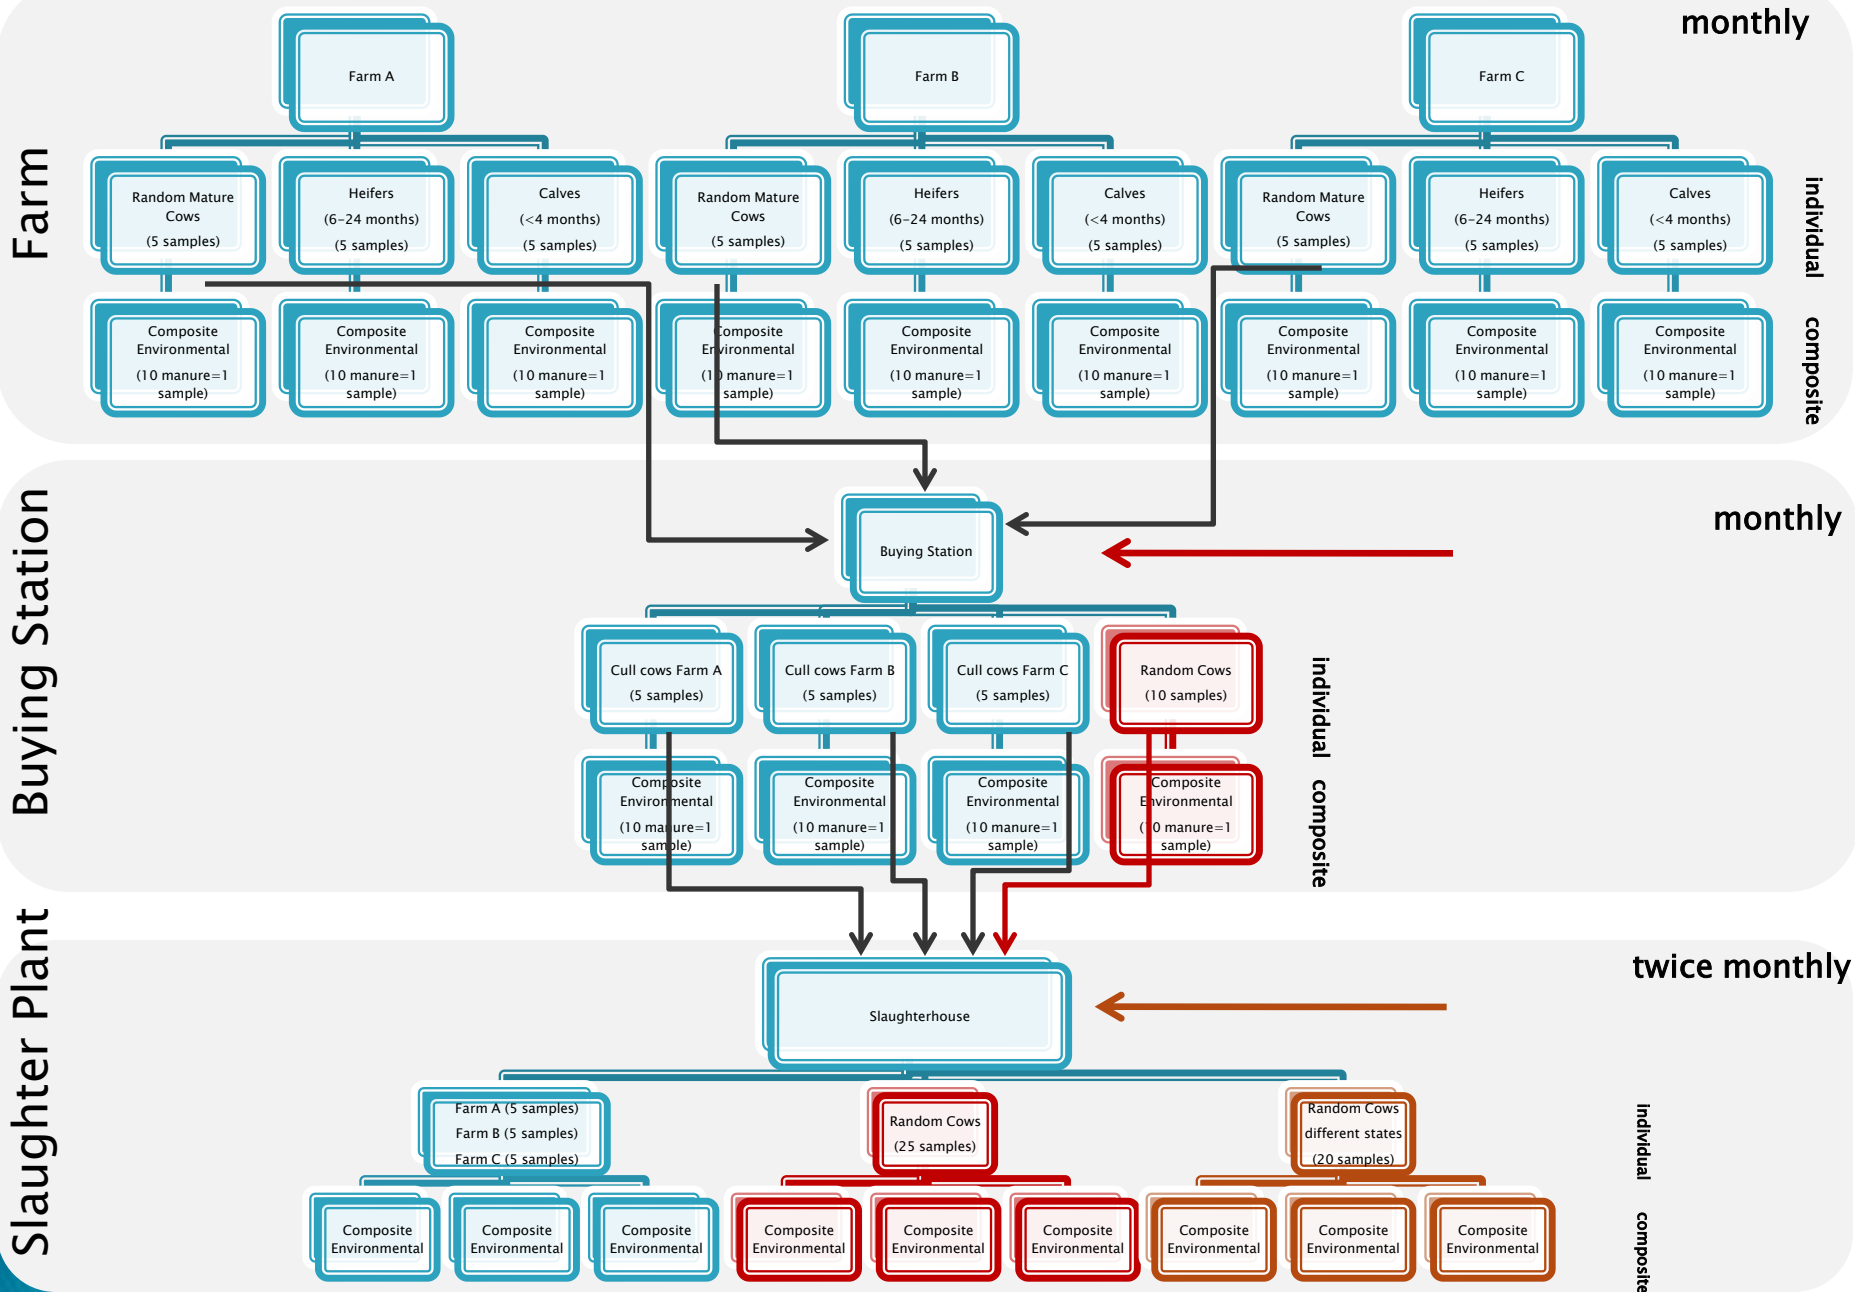 monthly
Farm
Farm A
Farm B
Farm C
Random Mature
Cows
(5 samples)
Heifers
(6-24 months)
(5 samples)
Calves
(<4 months)
(5 samples)
Random Mature
Cows
(5 samples)
Heifers
(6-24 months)
(5 samples)
Calves
(<4 months)
(5 samples)
Random Mature
Cows
(5 samples)
Heifers
(6-24 months)
(5 samples)
Calves
(<4 months)
(5 samples)
individual
Composite
Environmental
(10 manure=1
sample)
Composite
Environmental
(10 manure=1
sample)
Composite
Environmental
(10 manure=1
sample)
Composite
Environmental
(10 manure=1
sample)
Composite
Environmental
(10 manure=1
sample)
Composite
Environmental
(10 manure=1
sample)
Composite
Environmental
(10 manure=1
sample)
Composite
Environmental
(10 manure=1
sample)
Composite
Environmental
(10 manure=1
sample)
composite
Buying Station
monthly
Buying Station
Cull cows Farm A
(5 samples)
Cull cows Farm B
(5 samples)
Cull cows Farm C
(5 samples)
Random Cows
(10 samples)
individual
Composite
Environmental
(10 manure=1
sample)
Composite
Environmental
(10 manure=1
sample)
Composite
Environmental
(10 manure=1
sample)
Composite
Environmental
(10 manure=1
sample)
composite
Slaughter Plant
twice monthly
Slaughterhouse
Farm A (5 samples)
Farm B (5 samples)
Farm C (5 samples)
Random Cows
(25 samples)
Random Cows
different states
(20 samples)
individual
Composite
Environmental
Composite
Environmental
Composite
Environmental
Composite
Environmental
Composite
Environmental
Composite
Environmental
Composite
Environmental
Composite
Environmental
Composite
Environmental
composite